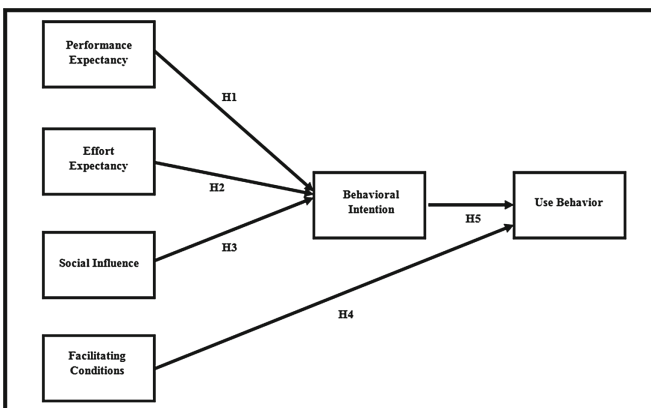 Performance
Expectancy
H1
Effort
Expectancy
H2
Behavioral
Intention
Use Behavior
H5
H3
Social Influence
H4
Facilitating
Conditions